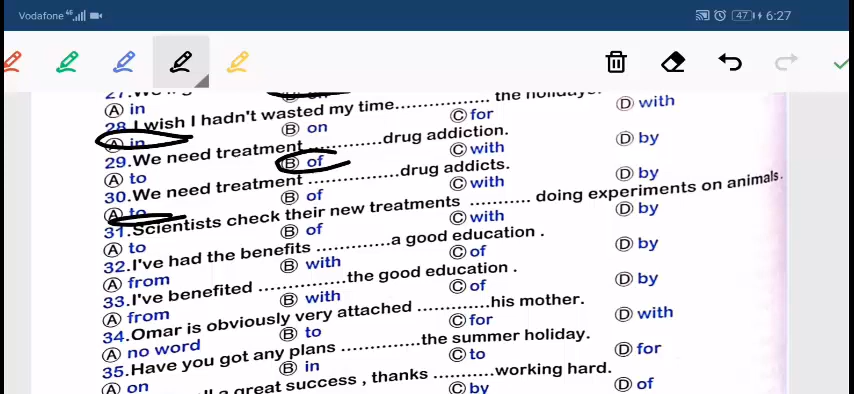 Vodafone 4G 47 6:27
27.
A in
28.I wish I hadn't wasted my time.................. the holidays.
A in B on C for D with
29.We need treatment ................drug addiction.
A to B of C with D by
30.We need treatment ..................drug addicts.
A to B of C with D by
31.Scientists check their new treatments ............ doing experiments on animals.
A to B of C with D by
32.I've had the benefits ...............a good education .
A from B with C of D by
33.I've benefited ..................the good education .
A from B with C of D by
34.Omar is obviously very attached ............his mother.
A no word B to C for D with
35.Have you got any plans ................the summer holiday.
A on B in C to D for
a great success , thanks ............working hard.
C by D of